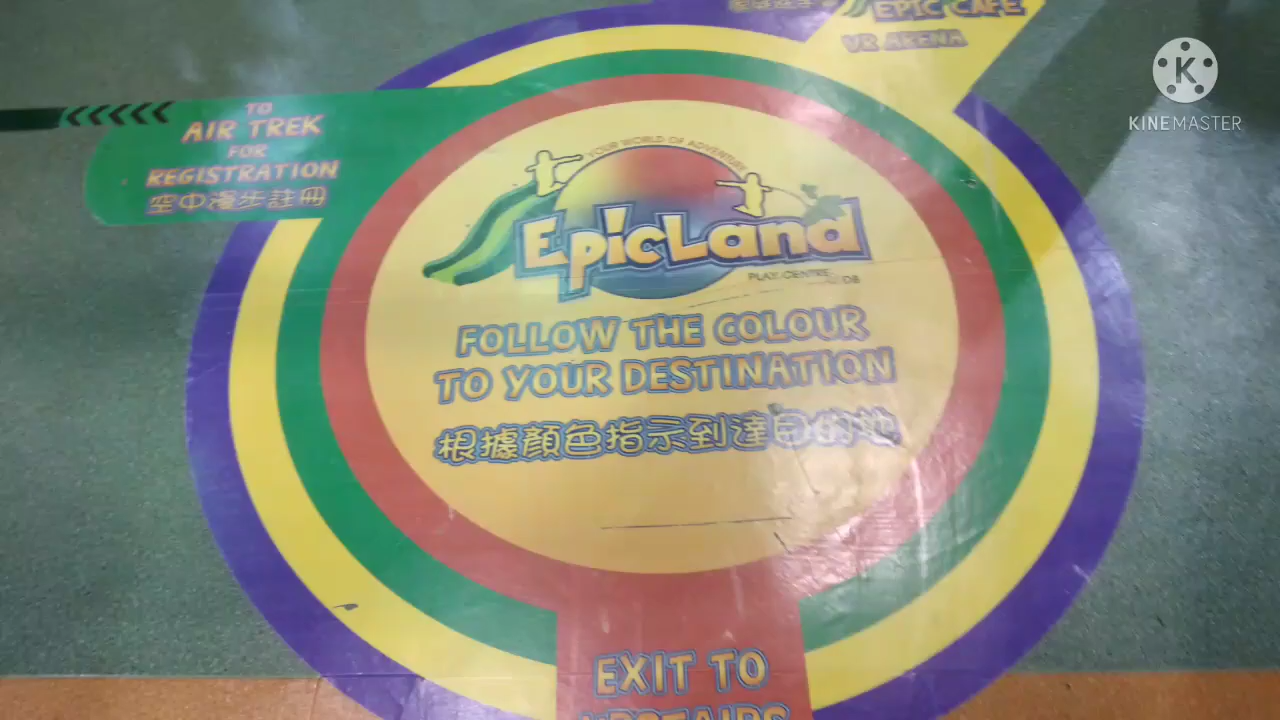 EPIC CAFE
VR ARENA
KINEMASTER
TO
AIR TREK
FOR
REGISTRATION
空中漫步註冊
YOUR WORLD OF ADVENTURE
EpicLand
PLAY CENTRE DB
FOLLOW THE COLOUR
TO YOUR DESTINATION
根據顏色指示到達目的地
EXIT TO
UPSTAIRS